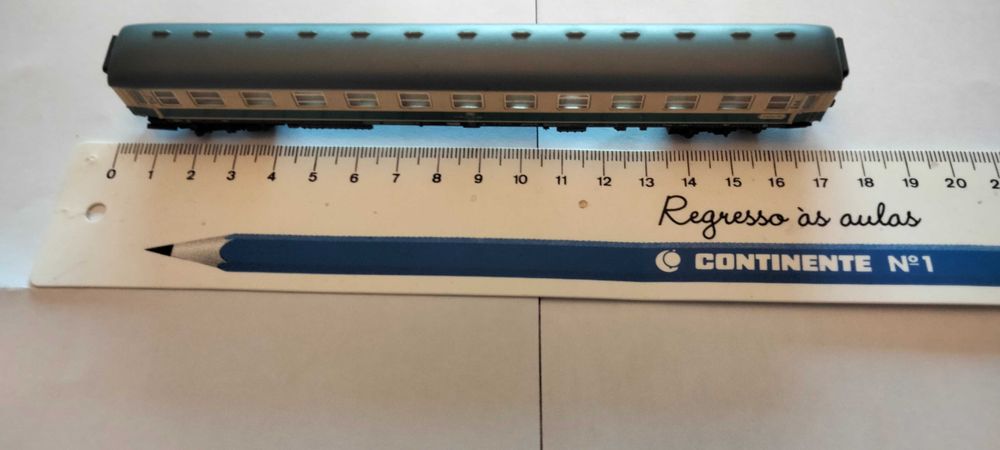 0 1 2 3 4 5 6 7 8 9 10 11 12 13 14 15 16 17 18 19 20
Regresso às aulas
CONTINENTE Nº1